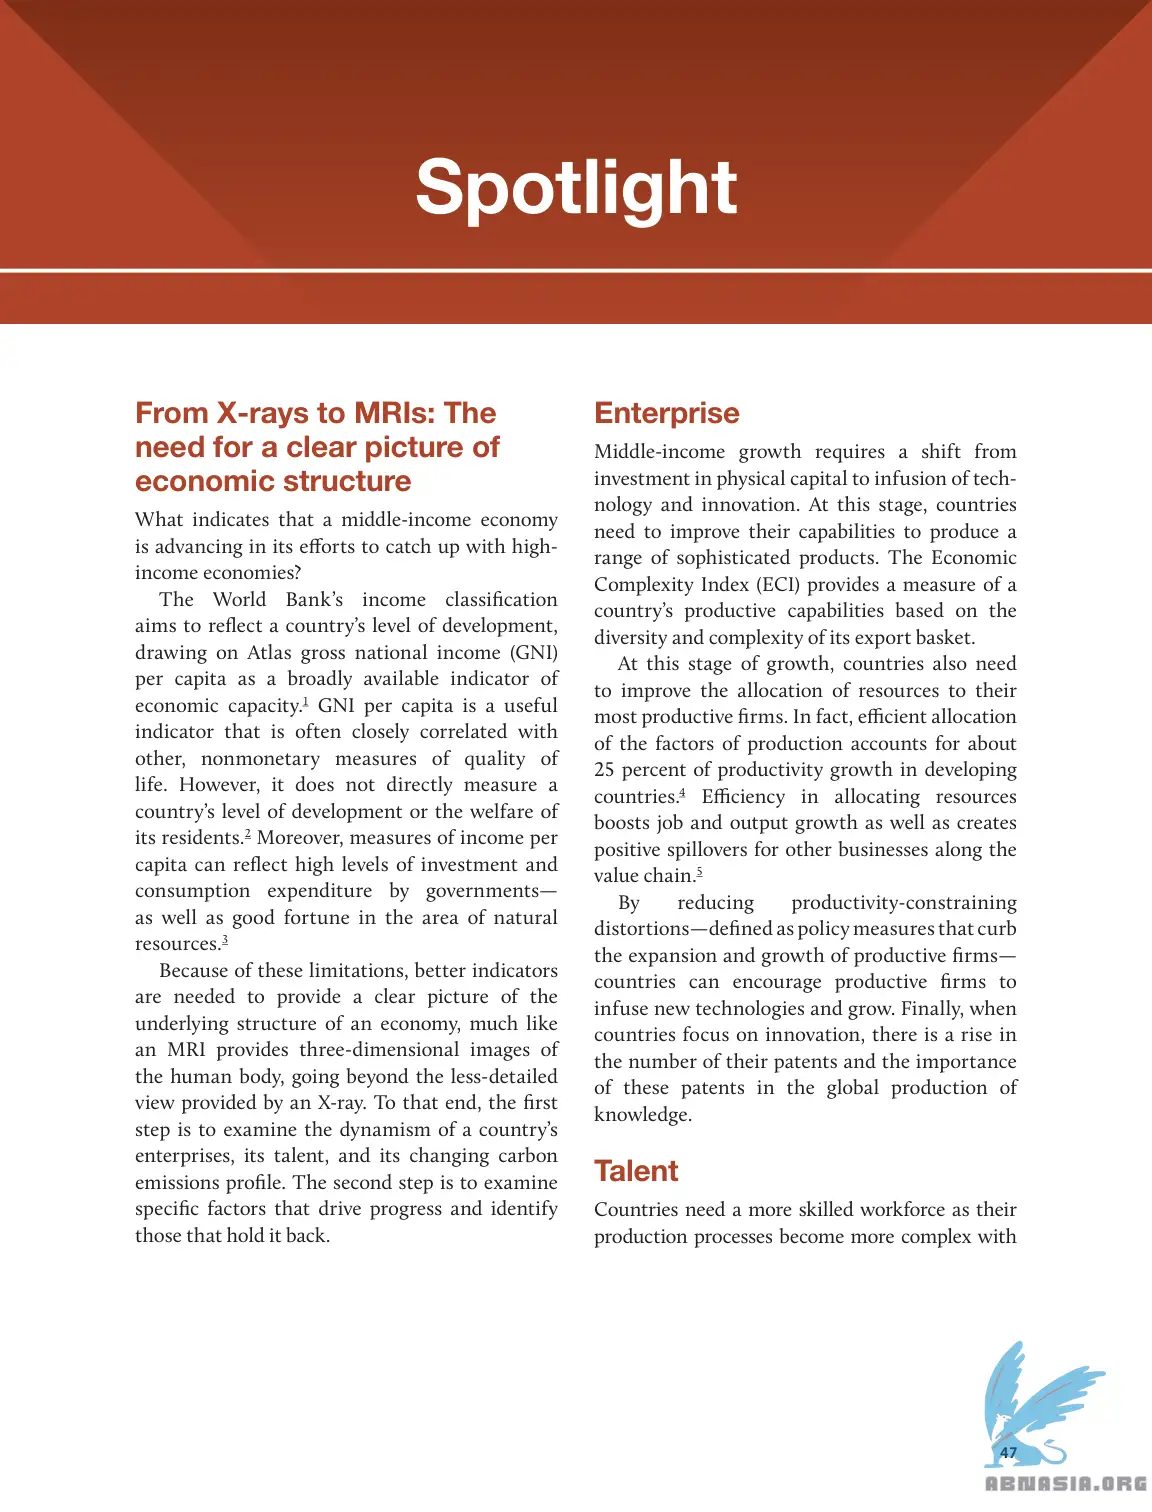 Spotlight
From X-rays to MRIs: The
need for a clear picture of
economic structure
What indicates that a middle-income economy
is advancing in its efforts to catch up with high-
income economies?
The World Bank’s income classification
aims to reflect a country’s level of development,
drawing on Atlas gross national income (GNI)
per capita as a broadly available indicator of
economic capacity.1 GNI per capita is a useful
indicator that is often closely correlated with
other, nonmonetary measures of quality of
life. However, it does not directly measure a
country’s level of development or the welfare of
its residents.2 Moreover, measures of income per
capita can reflect high levels of investment and
consumption expenditure by governments—
as well as good fortune in the area of natural
resources.3
Because of these limitations, better indicators
are needed to provide a clear picture of the
underlying structure of an economy, much like
an MRI provides three-dimensional images of
the human body, going beyond the less-detailed
view provided by an X-ray. To that end, the first
step is to examine the dynamism of a country’s
enterprises, its talent, and its changing carbon
emissions profile. The second step is to examine
specific factors that drive progress and identify
those that hold it back.
Enterprise
Middle-income growth requires a shift from
investment in physical capital to infusion of tech-
nology and innovation. At this stage, countries
need to improve their capabilities to produce a
range of sophisticated products. The Economic
Complexity Index (ECI) provides a measure of a
country’s productive capabilities based on the
diversity and complexity of its export basket.
At this stage of growth, countries also need
to improve the allocation of resources to their
most productive firms. In fact, efficient allocation
of the factors of production accounts for about
25 percent of productivity growth in developing
countries.4 Efficiency in allocating resources
boosts job and output growth as well as creates
positive spillovers for other businesses along the
value chain.5
By reducing productivity-constraining
distortions—defined as policy measures that curb
the expansion and growth of productive firms—
countries can encourage productive firms to
infuse new technologies and grow. Finally, when
countries focus on innovation, there is a rise in
the number of their patents and the importance
of these patents in the global production of
knowledge.
Talent
Countries need a more skilled workforce as their
production processes become more complex with
47
ABNASIA.ORG